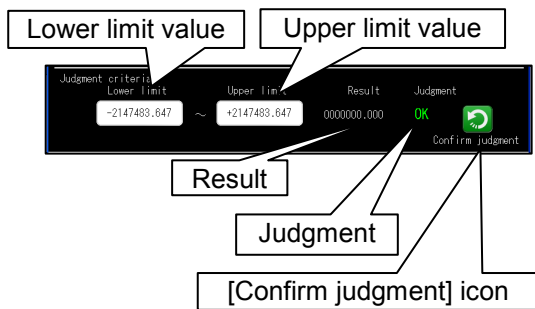 Lower limit value
Upper limit value
Judgment criteria
Lower limit
Upper limit
Result
Judgment
-2147483.647
～
+2147483.647
0000000.000
OK
Confirm judgment
Result
Judgment
[Confirm judgment] icon